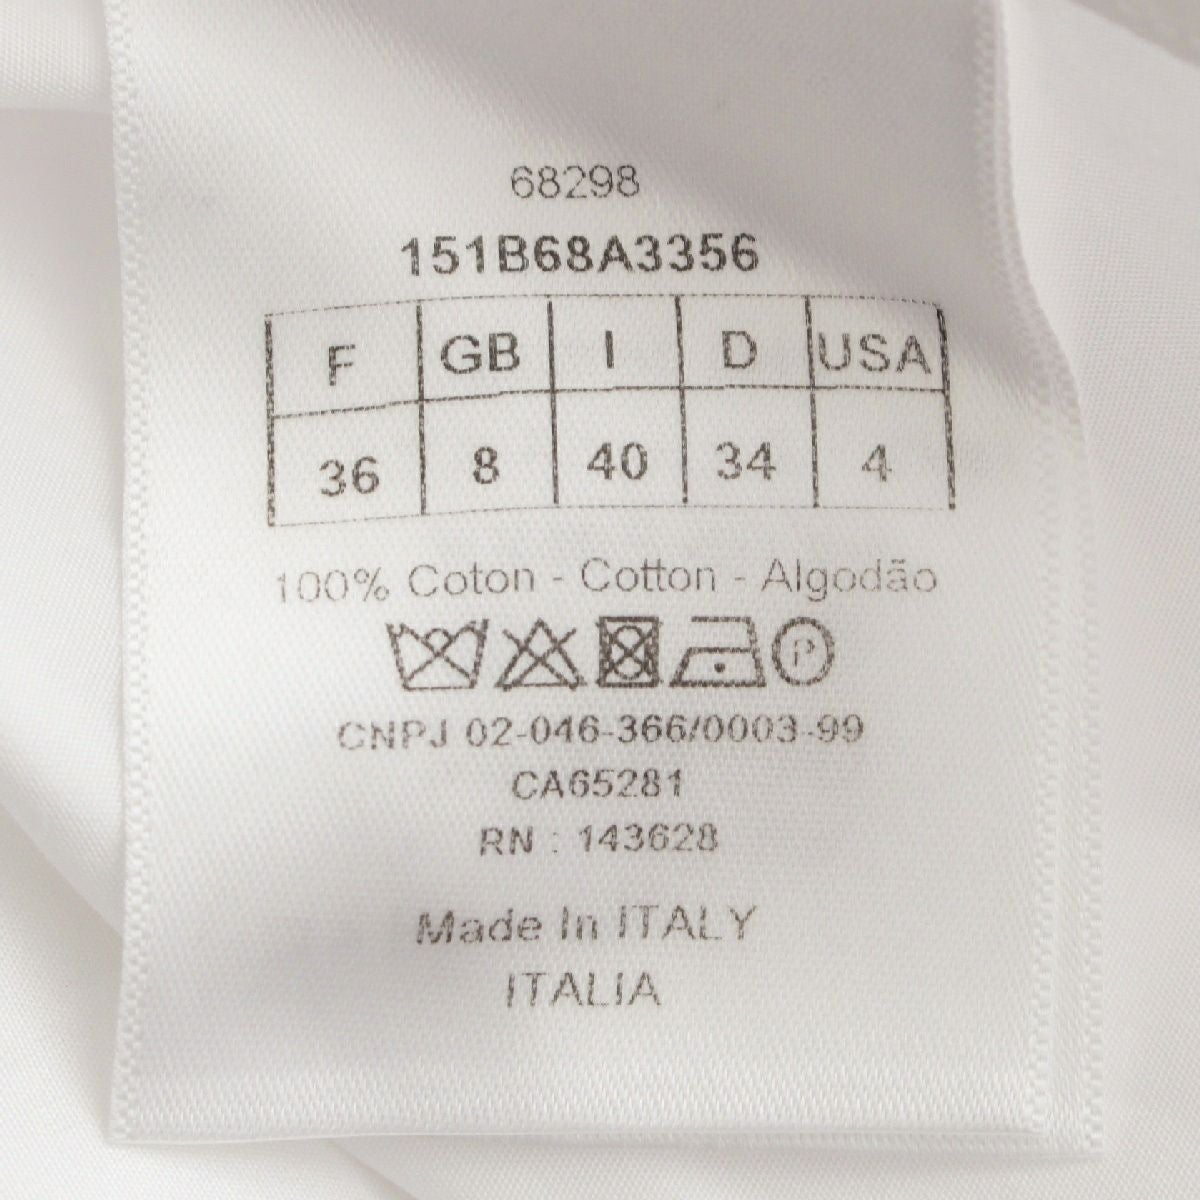 68298
151B68A3356
F GB I D USA
36 8 40 34 4
100% Coton - Cotton - Algodão
P
CNPJ 02-046-366/0003-99
CA65281
RN : 143628
Made In ITALY
ITALIA